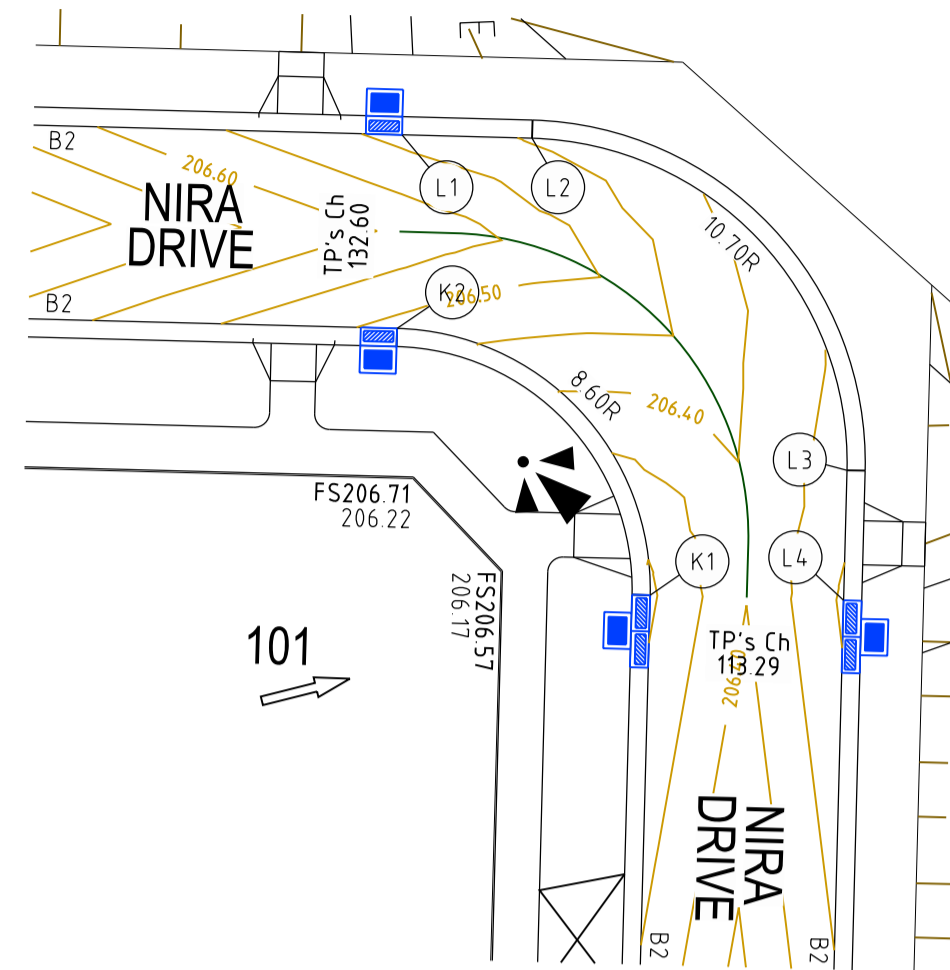 E
B2
206.60
NIRA
DRIVE
TP's Ch
132.60
L1
L2
10.70R
B2
K2
206.50
8.60R
206.40
L3
FS206.71
206.22
K1
L4
FS206.57
206.17
101
TP's Ch
113.29
206.40
NIRA
DRIVE
B2
B2